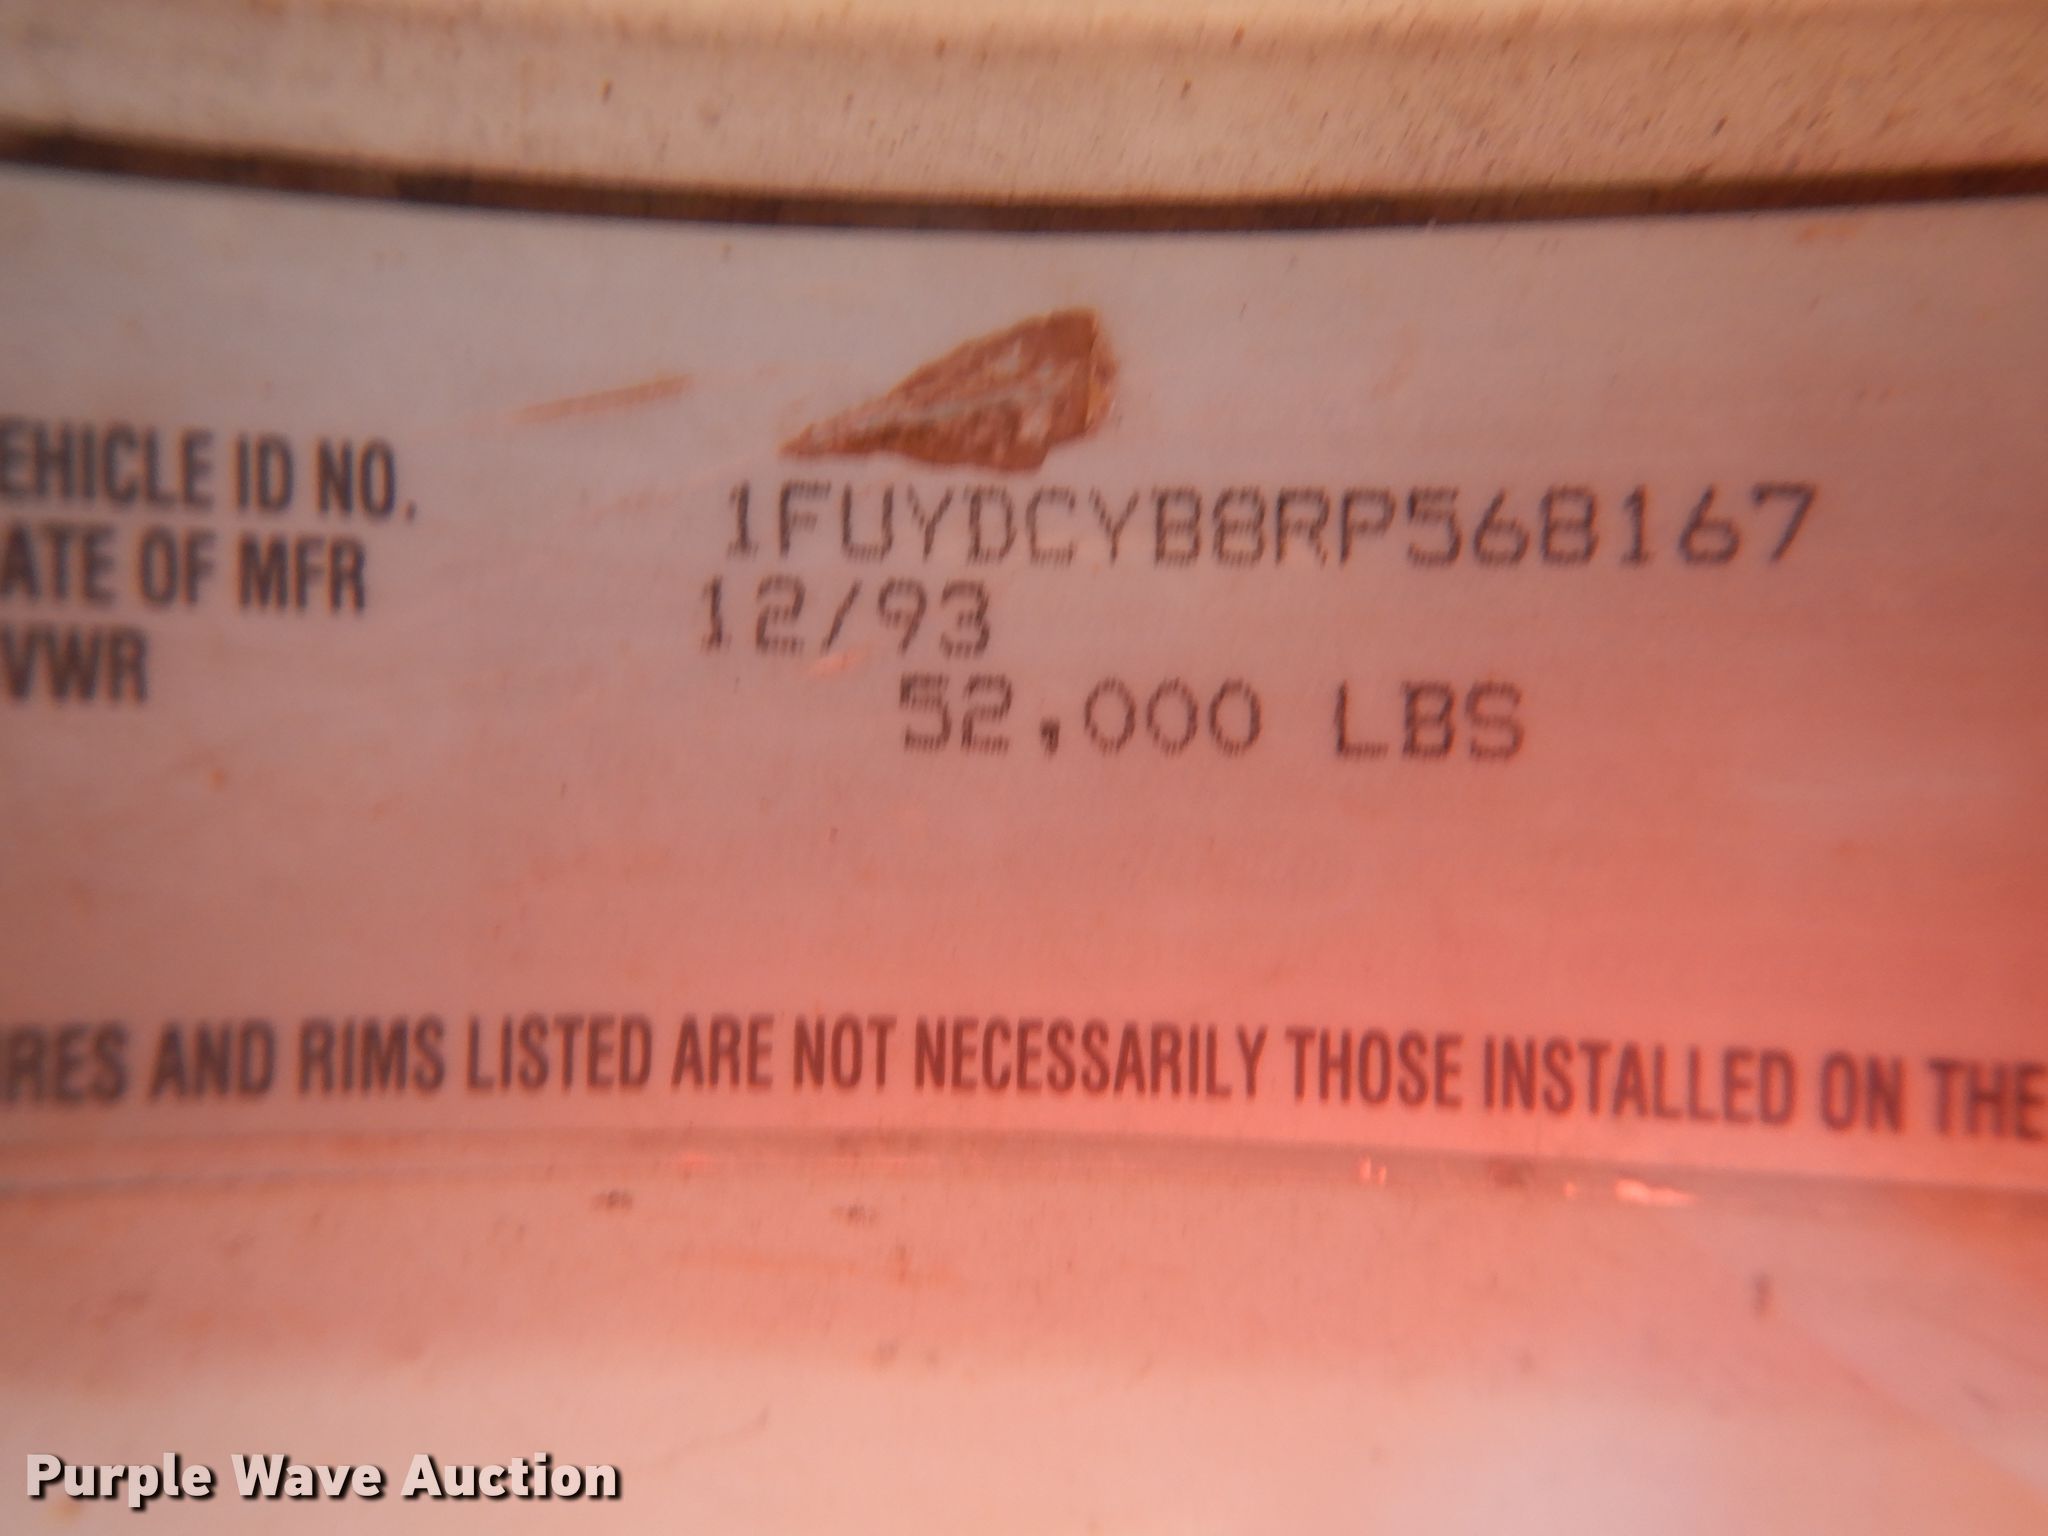 EHICLE ID NO. 1FUYDCYB8RP568167
ATE OF MFR 12/93
VWR 52,000 LBS
IRES AND RIMS LISTED ARE NOT NECESSARILY THOSE INSTALLED ON THE
Purple Wave Auction